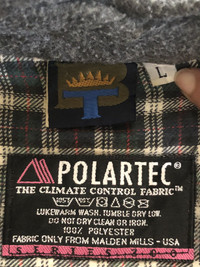 L
B
T
POLARTEC®
THE CLIMATE CONTROL FABRIC™
LUKEWARM WASH. TUMBLE DRY LOW.
DO NOT DRY CLEAN OR IRON.
100% POLYESTER
FABRIC ONLY FROM MALDEN MILLS - USA
SERIES